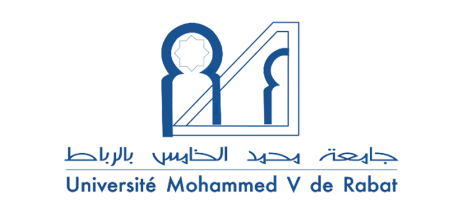 جامعة محمد الخامس بالرباط
Université Mohammed V de Rabat